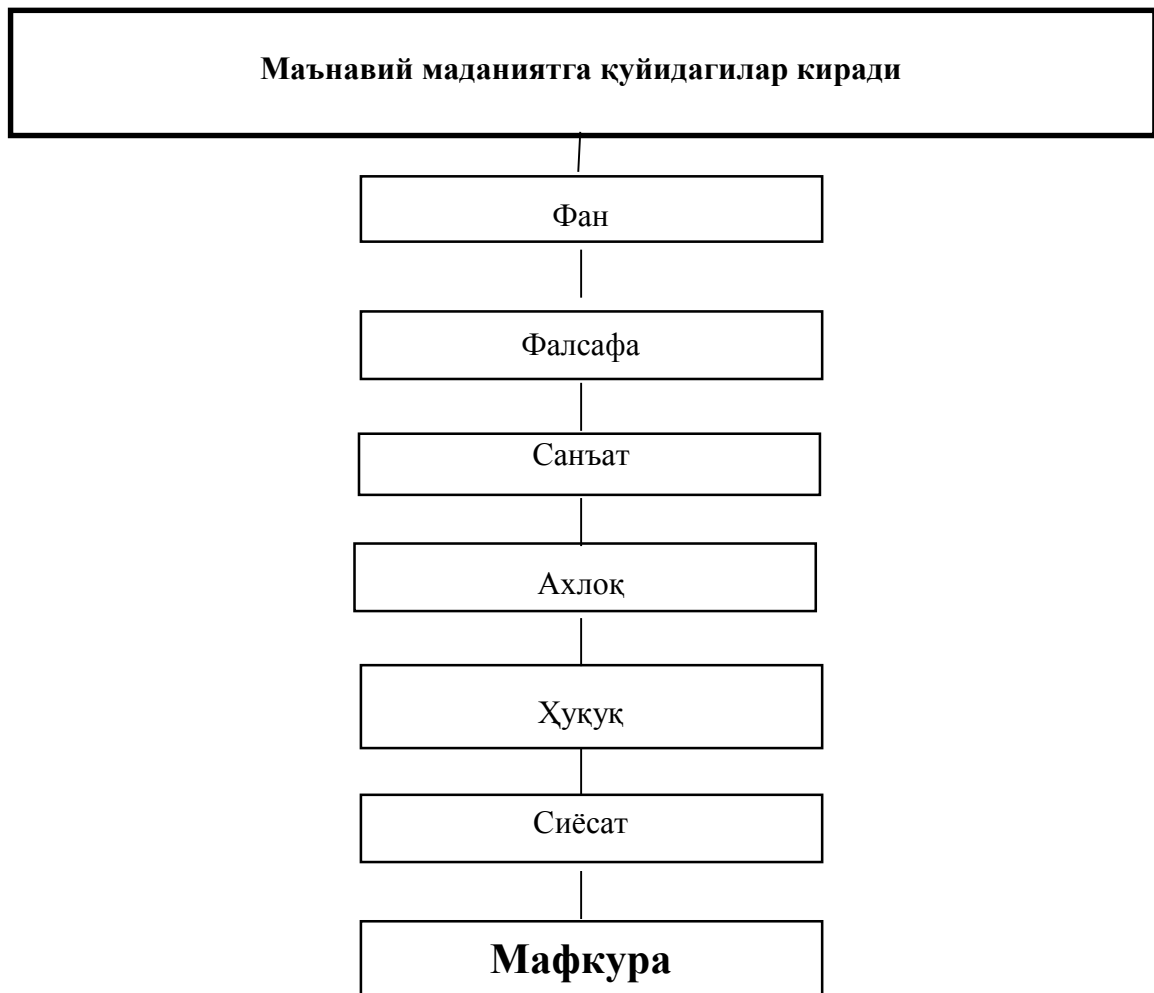 Маънавий маданиятга қуйидагилар киради
Фан
Фалсафа
Санъат
Ахлоқ
Ҳуқуқ
Сиёсат
Мафкура